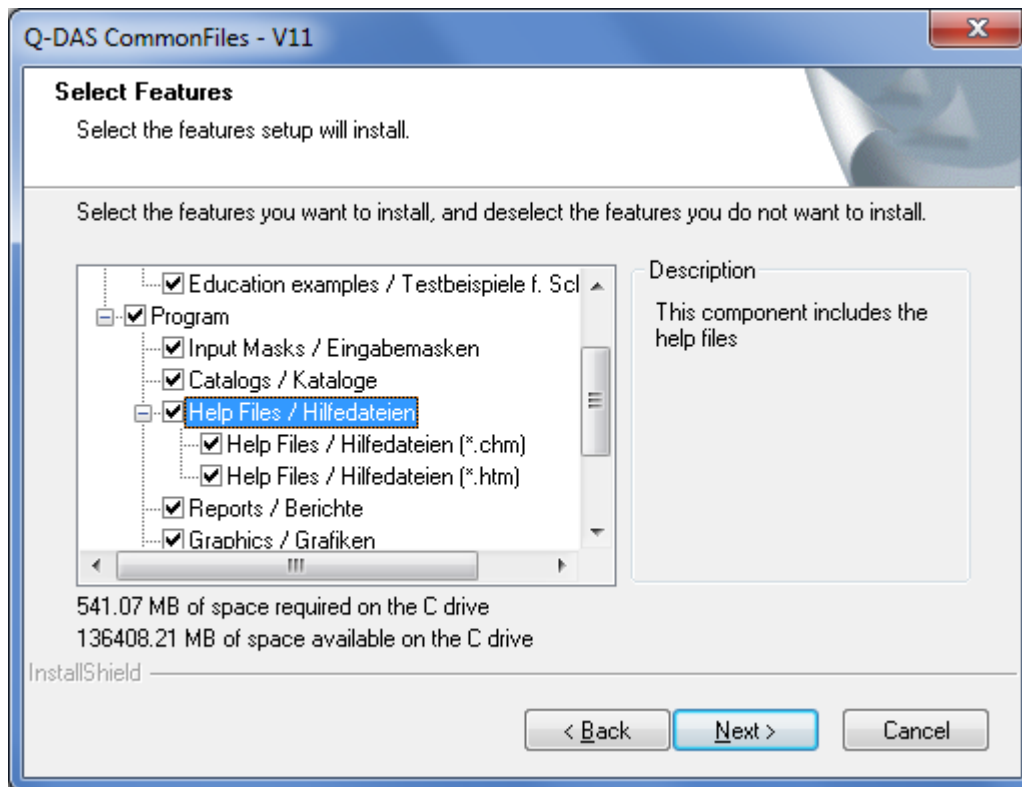 Q-DAS CommonFiles - V11
Select Features
Select the features setup will install.
Select the features you want to install, and deselect the features you do not want to install.
Education examples / Testbeispiele f. Scl
Program
Input Masks / Eingabemasken
Catalogs / Kataloge
Help Files / Hilfedateien
Help Files / Hilfedateien (*.chm)
Help Files / Hilfedateien (*.htm)
Reports / Berichte
Graphics / Grafiken
Description
This component includes the
help files
541.07 MB of space required on the C drive
136408.21 MB of space available on the C drive
InstallShield
< Back
Next >
Cancel